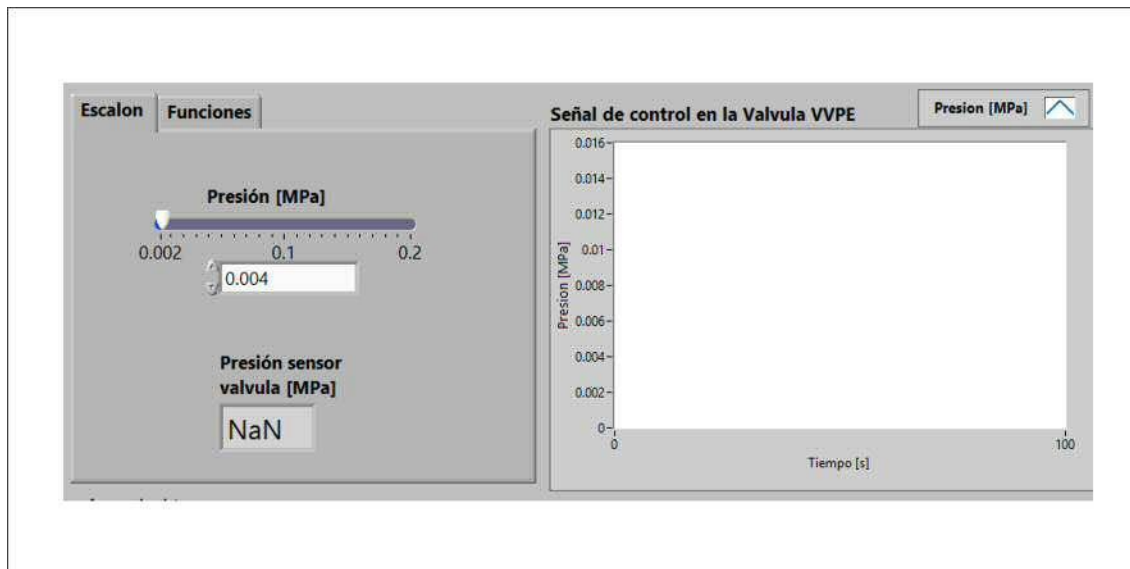 Escalon
Funciones
Presión [MPa]
0.002
0.1
0.2
0.004
Presión sensor
valvula [MPa]
NaN
Señal de control en la Valvula VVPE
Presion [MPa]
0.016
0.014
0.012
0.01
0.008
0.006
0.004
0.002
0
Presion [MPa]
0
100
Tiempo [s]